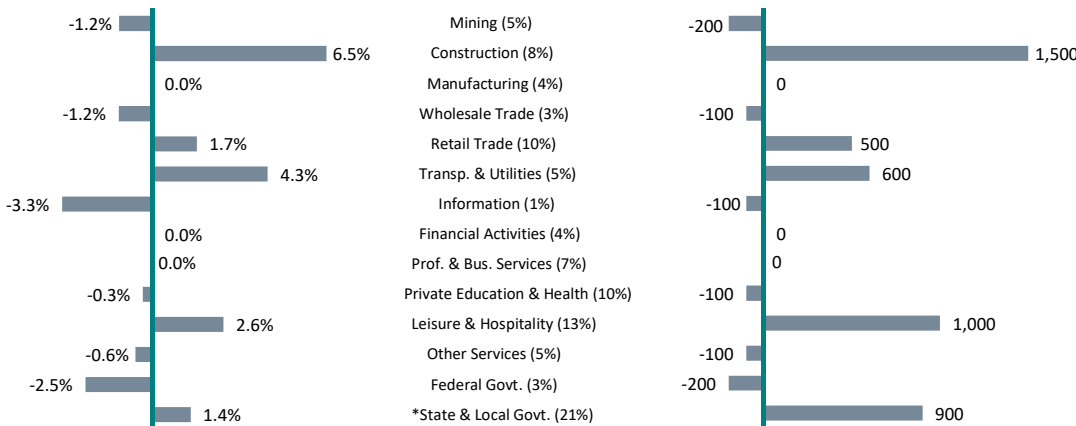 -1.2% Mining (5%) -200
6.5% Construction (8%) 1,500
0.0% Manufacturing (4%) 0
-1.2% Wholesale Trade (3%) -100
1.7% Retail Trade (10%) 500
4.3% Transp. & Utilities (5%) 600
-3.3% Information (1%) -100
0.0% Financial Activities (4%) 0
0.0% Prof. & Bus. Services (7%) 0
-0.3% Private Education & Health (10%) -100
2.6% Leisure & Hospitality (13%) 1,000
-0.6% Other Services (5%) -100
-2.5% Federal Govt. (3%) -200
1.4% *State & Local Govt. (21%) 900